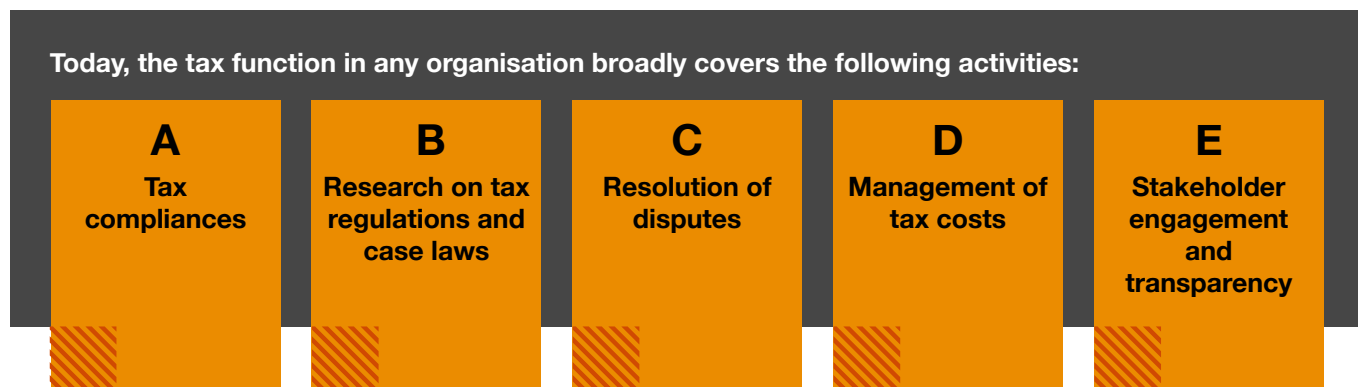 Today, the tax function in any organisation broadly covers the following activities:
A
Tax
compliances
B
Research on tax
regulations and
case laws
C
Resolution of
disputes
D
Management of
tax costs
E
Stakeholder
engagement
and
transparency